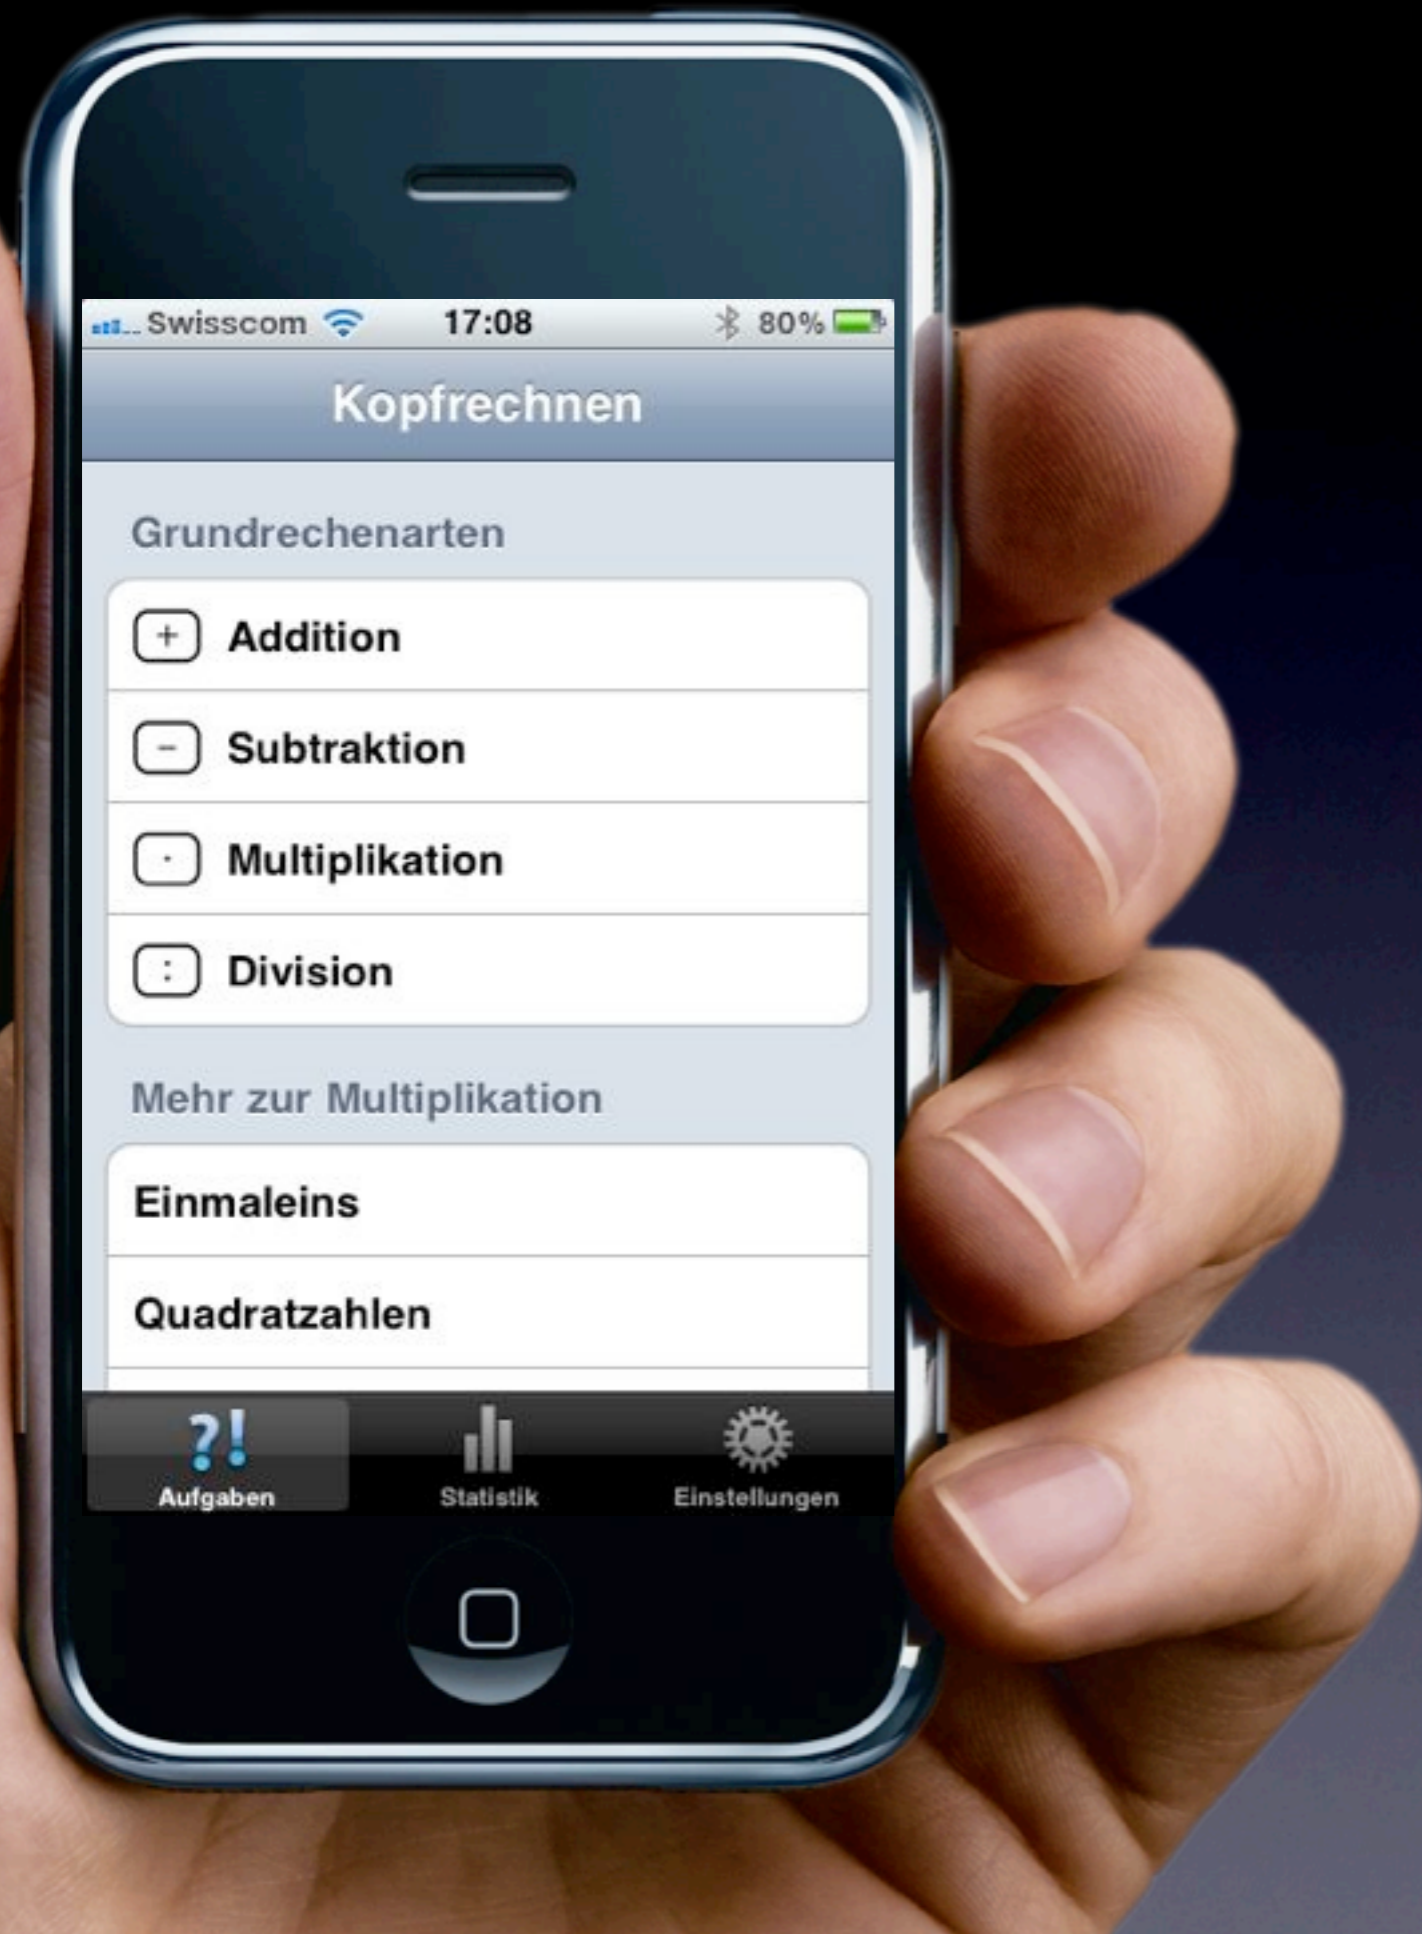 Swisscom 17:08 80%
Kopfrechnen
Grundrechenarten
+ Addition
- Subtraktion
· Multiplikation
: Division
Mehr zur Multiplikation
Einmaleins
Quadratzahlen
?!
Aufgaben Statistik Einstellungen